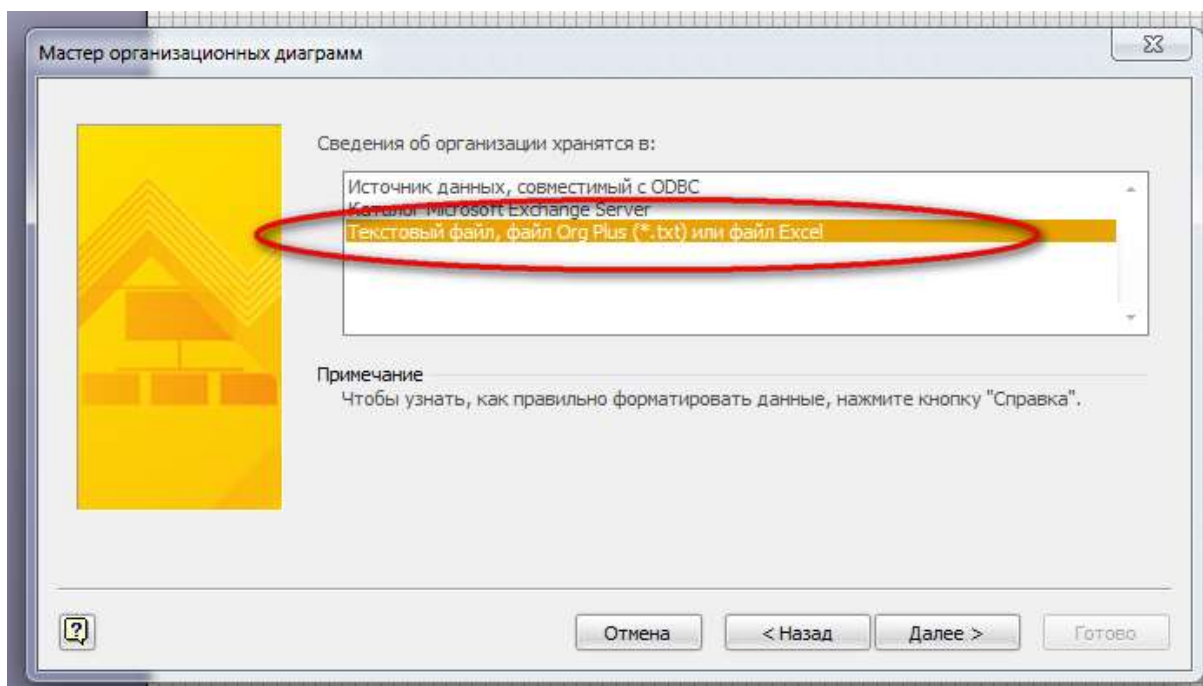 Мастер организационных диаграмм
Сведения об организации хранятся в:
Источник данных, совместимый с ODBC
Каталог Microsoft Exchange Server
Текстовый файл, файл Org Plus (*.txt) или файл Excel
Примечание
Чтобы узнать, как правильно форматировать данные, нажмите кнопку "Справка".
?
Отмена
< Назад
Далее >
Готово